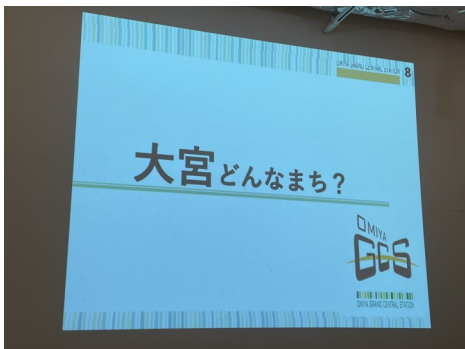 OMIYA GRAND CENTRAL STATION
8
大宮どんなまち？
OMIYA
GCS
OMIYA GRAND CENTRAL STATION